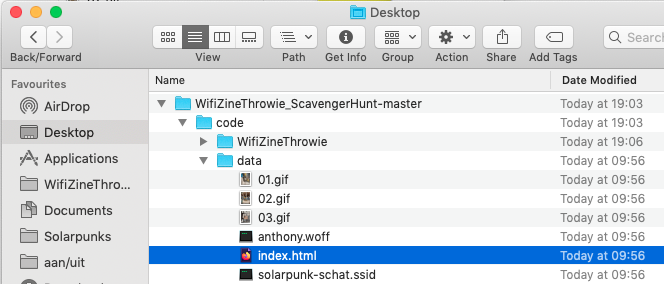 Desktop
Back/Forward View Path Get Info Group Action Share Add Tags Searc
Favourites Name Date Modified
AirDrop
Desktop
Applications
WifiZineThro...
Documents
Solarpunks
aan/uit
WifiZineThrowie_ScavengerHunt-master Today at 19:03
code Today at 19:03
WifiZineThrowie Today at 19:06
data Today at 09:56
01.gif Today at 09:56
02.gif Today at 09:56
03.gif Today at 09:56
anthony.woff Today at 09:56
index.html Today at 09:56
solarpunk-schat.ssid Today at 09:56